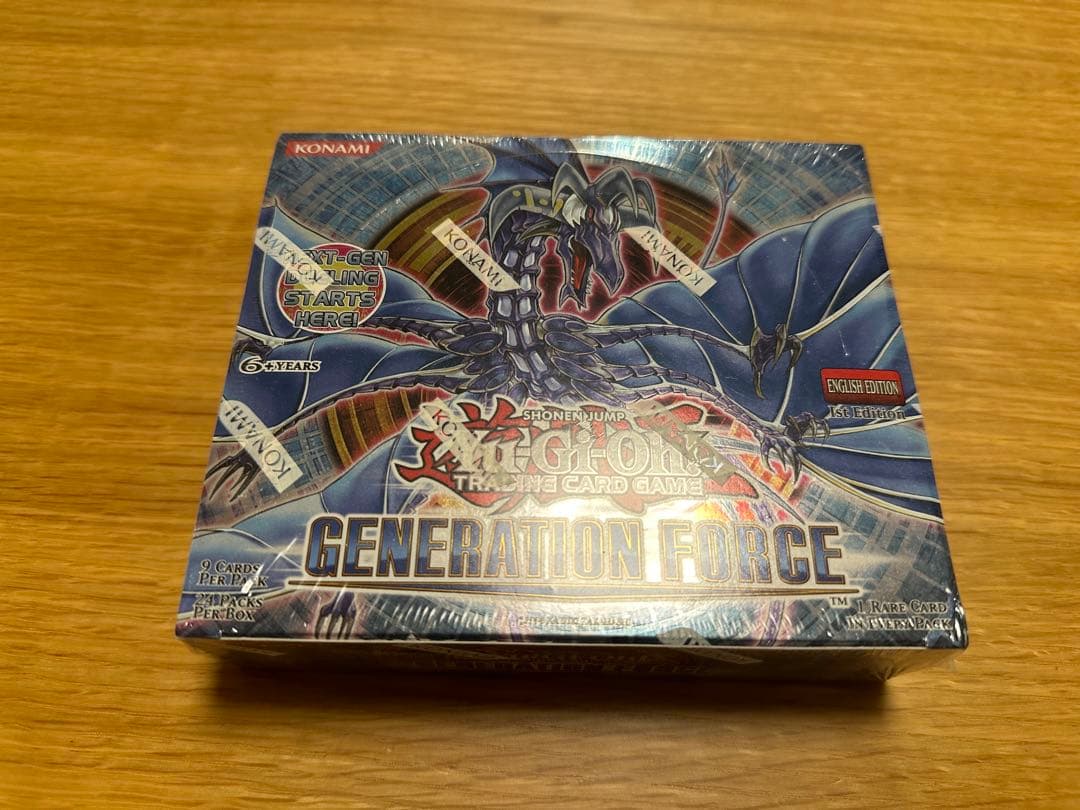 KONAMI
NEXT-GEN
DUELING
STARTS
HERE!
KONAMI
KONAMI
KONAMI
KONAMI
KONAMI
6+YEARS
ENGLISH EDITION
1st Edition
SHONEN JUMP
Yu-Gi-Oh!
TRADING CARD GAME
GENERATION FORCE
TM
9 CARDS
PER PACK
24 PACKS
PER BOX
1 RARE CARD
IN EVERY PACK